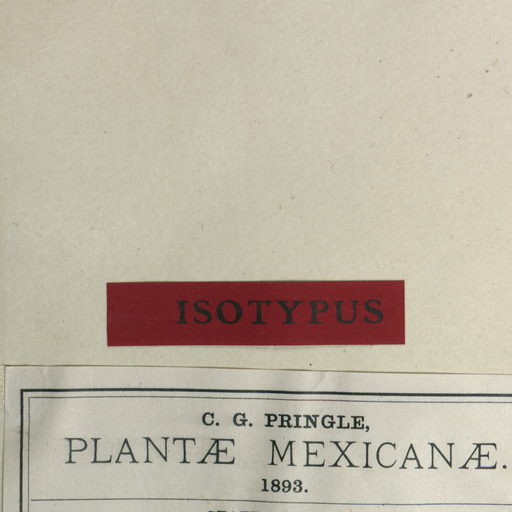 ISOTYPUS
C. G. PRINGLE,
PLANTÆ MEXICANÆ.
1893.